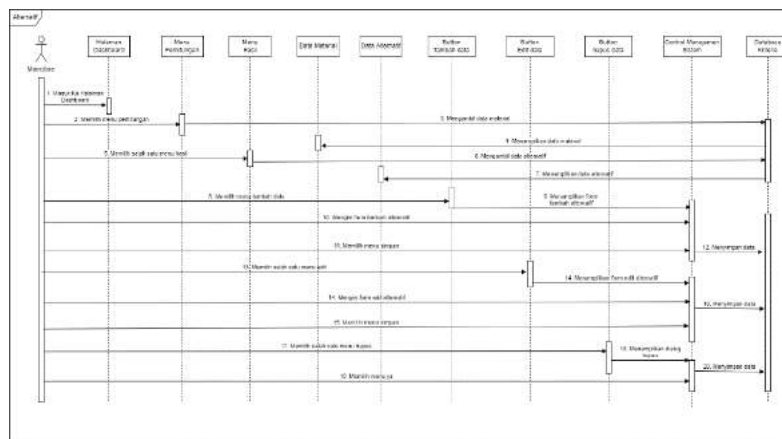 Alternatif
Halaman
Dashboard
Menu
Perhitungan
Menu
Hasil
Data Material
Data Alternatif
Button
Tambah data
Button
Edit data
Button
Hapus data
Control Managemen
Sistem
Database
Kriteria
1. Masuk ke Halaman
Dashboard
2. Memilih menu perhitungan
3. Mengambil data material
4. Menampilkan data material
5. Memilih salah satu menu hasil
6. Mengambil data alternatif
7. Menampilkan data alternatif
8. Memilih menu tambah data
9. Menampilkan form
tambah alternatif
10. Mengisi form tambah alternatif
11. Memilih menu simpan
12. Menyimpan data
13. Memilih salah satu menu edit
14. Menampilkan form edit alternatif
14. Mengisi form edit alternatif
15. Memilih menu simpan
16. Menyimpan data
17. Memilih salah satu menu hapus
18. Menampilkan dialog
hapus
19. Memilih menu ya
20. Menyimpan data